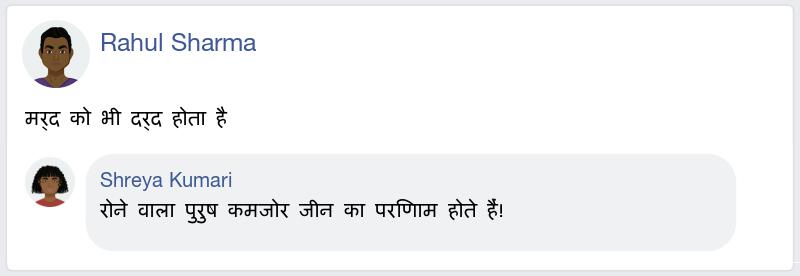 Rahul Sharma
मर्द को भी दर्द होता है
Shreya Kumari
रोने वाला पुरुष कमजोर जीन का परिणाम होते हैं!